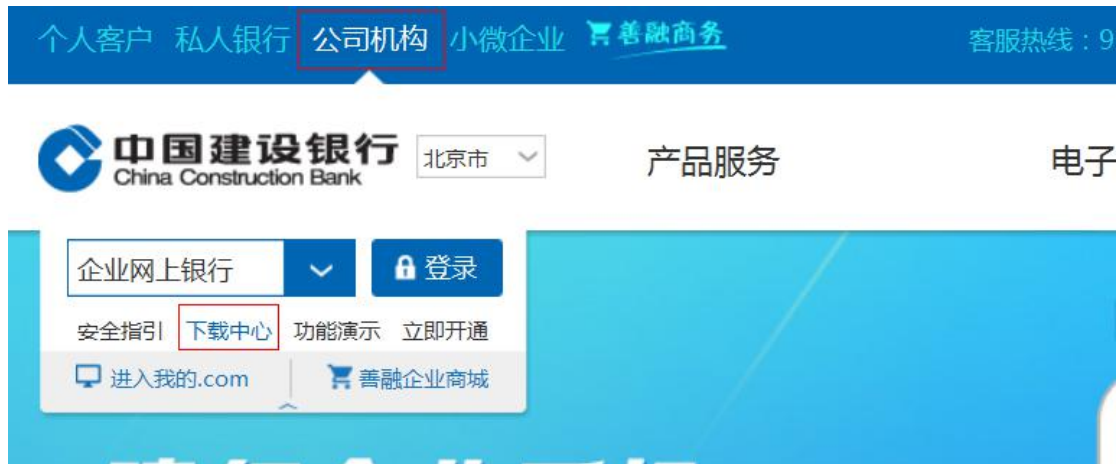 个人客户 私人银行 公司机构 小微企业 善融商务 客服热线：9
中国建设银行 北京市 产品服务 电子
China Construction Bank
企业网上银行 登录
安全指引 下载中心 功能演示 立即开通
进入我的.com 善融企业商城